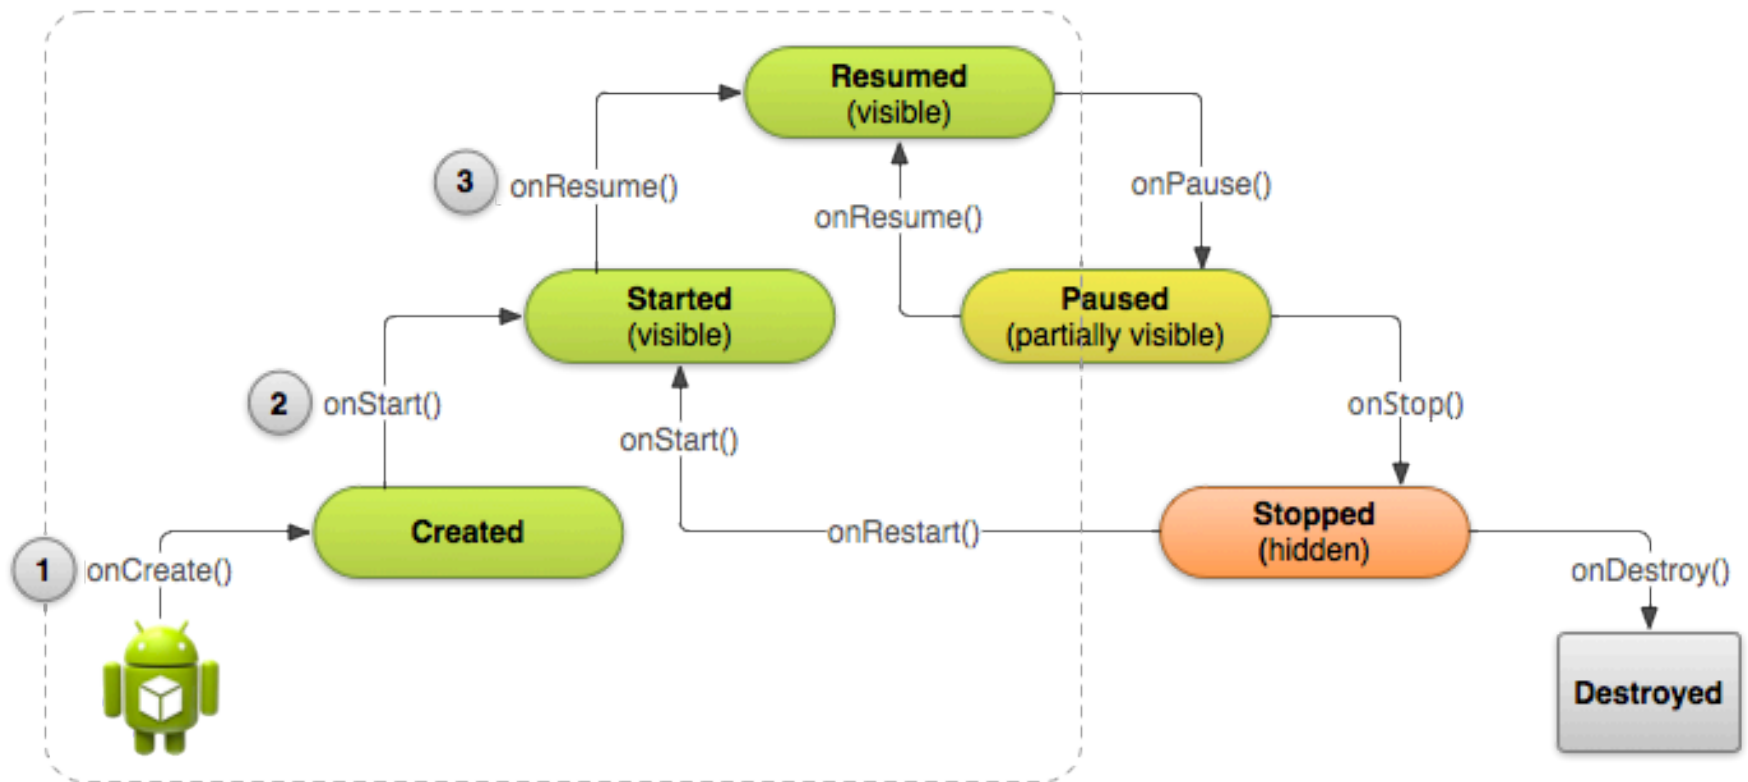 Resumed
(visible)
3
onResume()
onPause()
onResume()
Started
(visible)
Paused
(partially visible)
2
onStart()
onStop()
onStart()
Created
onRestart()
Stopped
(hidden)
1
onCreate()
onDestroy()
Destroyed